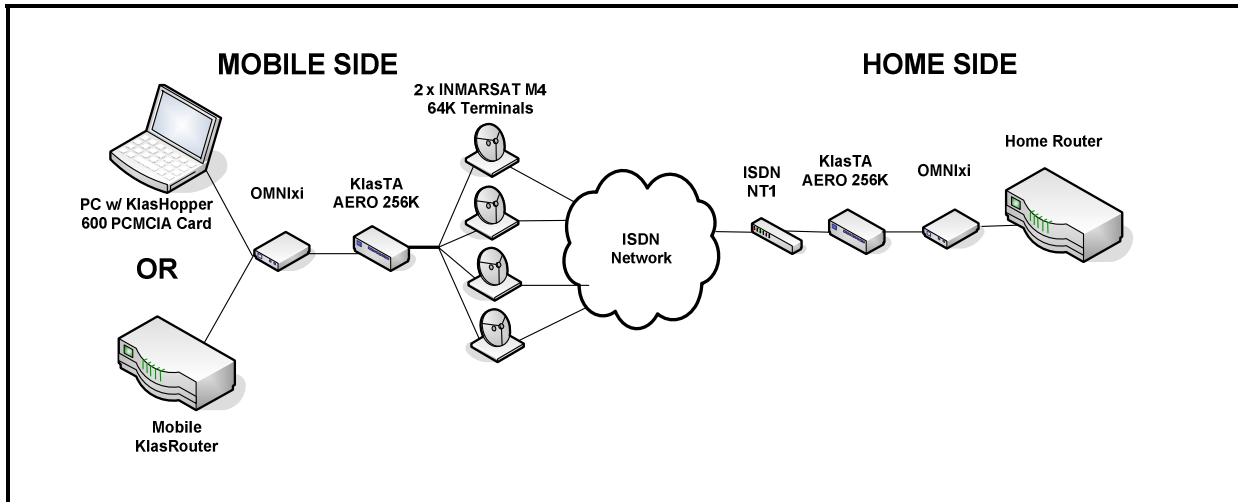 MOBILE SIDE
HOME SIDE
2 x INMARSAT M4
64K Terminals
PC w/ KlasHopper
600 PCMCIA Card
OMNIxi
KlasTA
AERO 256K
OR
Mobile
KlasRouter
ISDN
Network
ISDN
NT1
KlasTA
AERO 256K
OMNIxi
Home Router